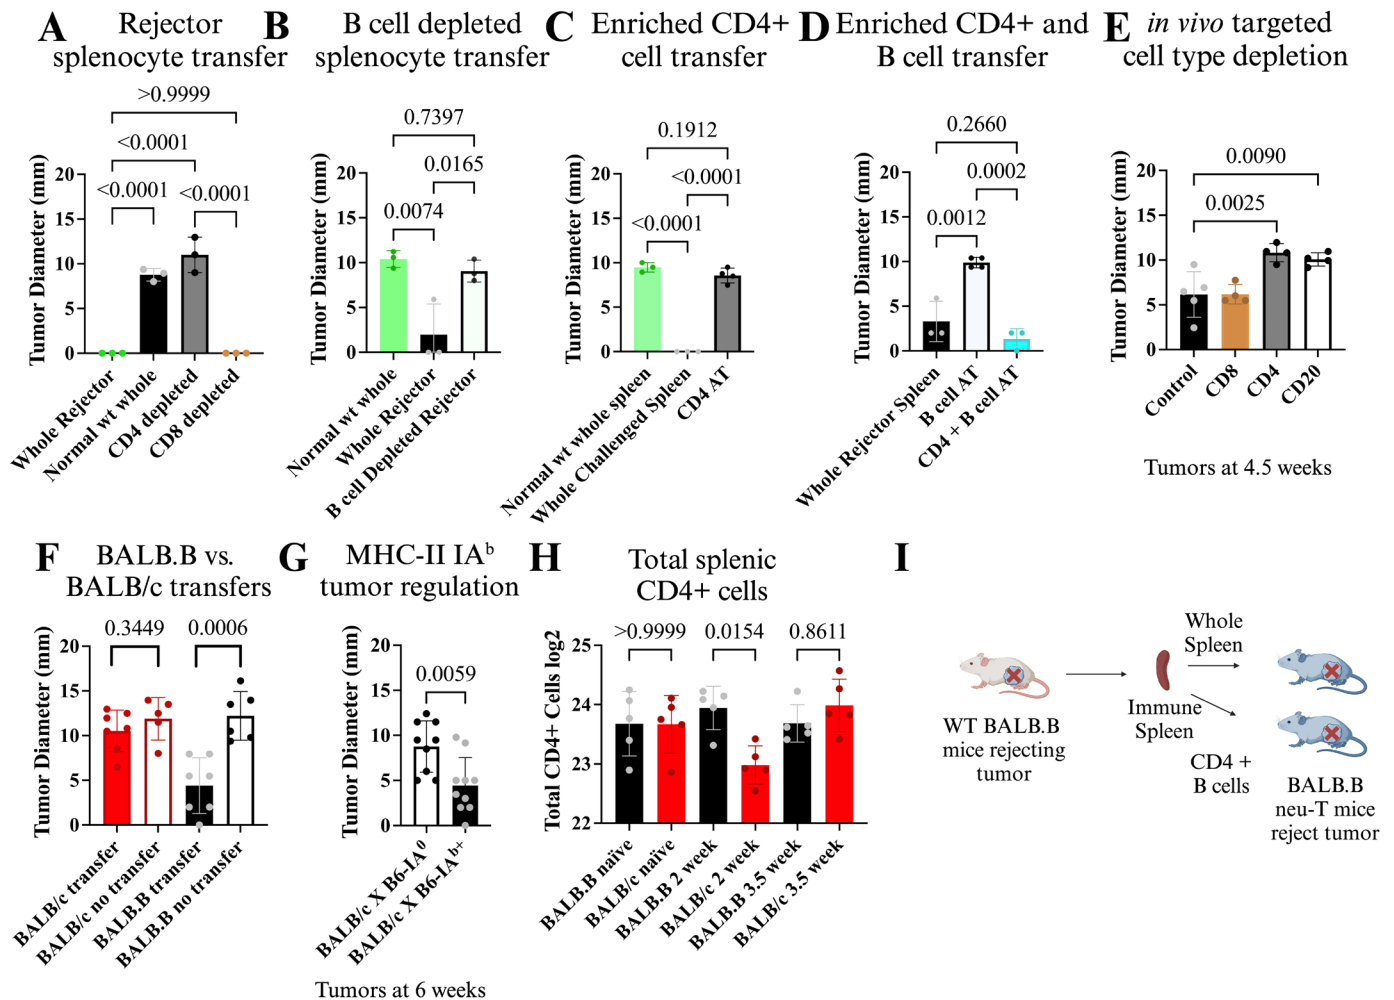 A
Rejector
splenocyte transfer
>0.9999
<0.0001
<0.0001
<0.0001
Tumor Diameter (mm)
20
15
10
5
0
Whole Rejector
Normal wt whole
CD4 depleted
CD8 depleted
B
B cell depleted
splenocyte transfer
0.7397
0.0165
0.0074
Tumor Diameter (mm)
20
15
10
5
0
Normal wt whole
Whole Rejector
B cell Depleted Rejector
C
Enriched CD4+
cell transfer
0.1912
<0.0001
<0.0001
Tumor Diameter (mm)
20
15
10
5
0
Normal wt whole spleen
Whole Challenged Spleen
CD4 AT
D
Enriched CD4+ and
B cell transfer
0.2660
0.0002
0.0012
Tumor Diameter (mm)
20
15
10
5
0
Whole Rejector Spleen
B cell AT
CD4 + B cell AT
E
in vivo targeted
cell type depletion
0.0090
0.0025
Tumor Diameter (mm)
20
15
10
5
0
Control
CD8
CD4
CD20
Tumors at 4.5 weeks
F
BALB.B vs.
BALB/c transfers
0.3449
0.0006
Tumor Diameter (mm)
20
15
10
5
0
BALB/c transfer
BALB/c no transfer
BALB.B transfer
BALB.B no transfer
G
MHC-II IAᵇ
tumor regulation
0.0059
Tumor Diameter (mm)
20
15
10
5
0
BALB/c X B6-IA⁰
BALB/c X B6-IAᵇ⁺
Tumors at 6 weeks
H
Total splenic
CD4+ cells
>0.9999
0.0154
0.8611
Total CD4+ Cells log2
25
24
23
22
BALB.B naïve
BALB/c naïve
BALB.B 2 week
BALB/c 2 week
BALB.B 3.5 week
BALB/c 3.5 week
I
WT BALB.B
mice rejecting
tumor
Immune
Spleen
Whole
Spleen
CD4 +
B cells
BALB.B
neu-T mice
reject tumor